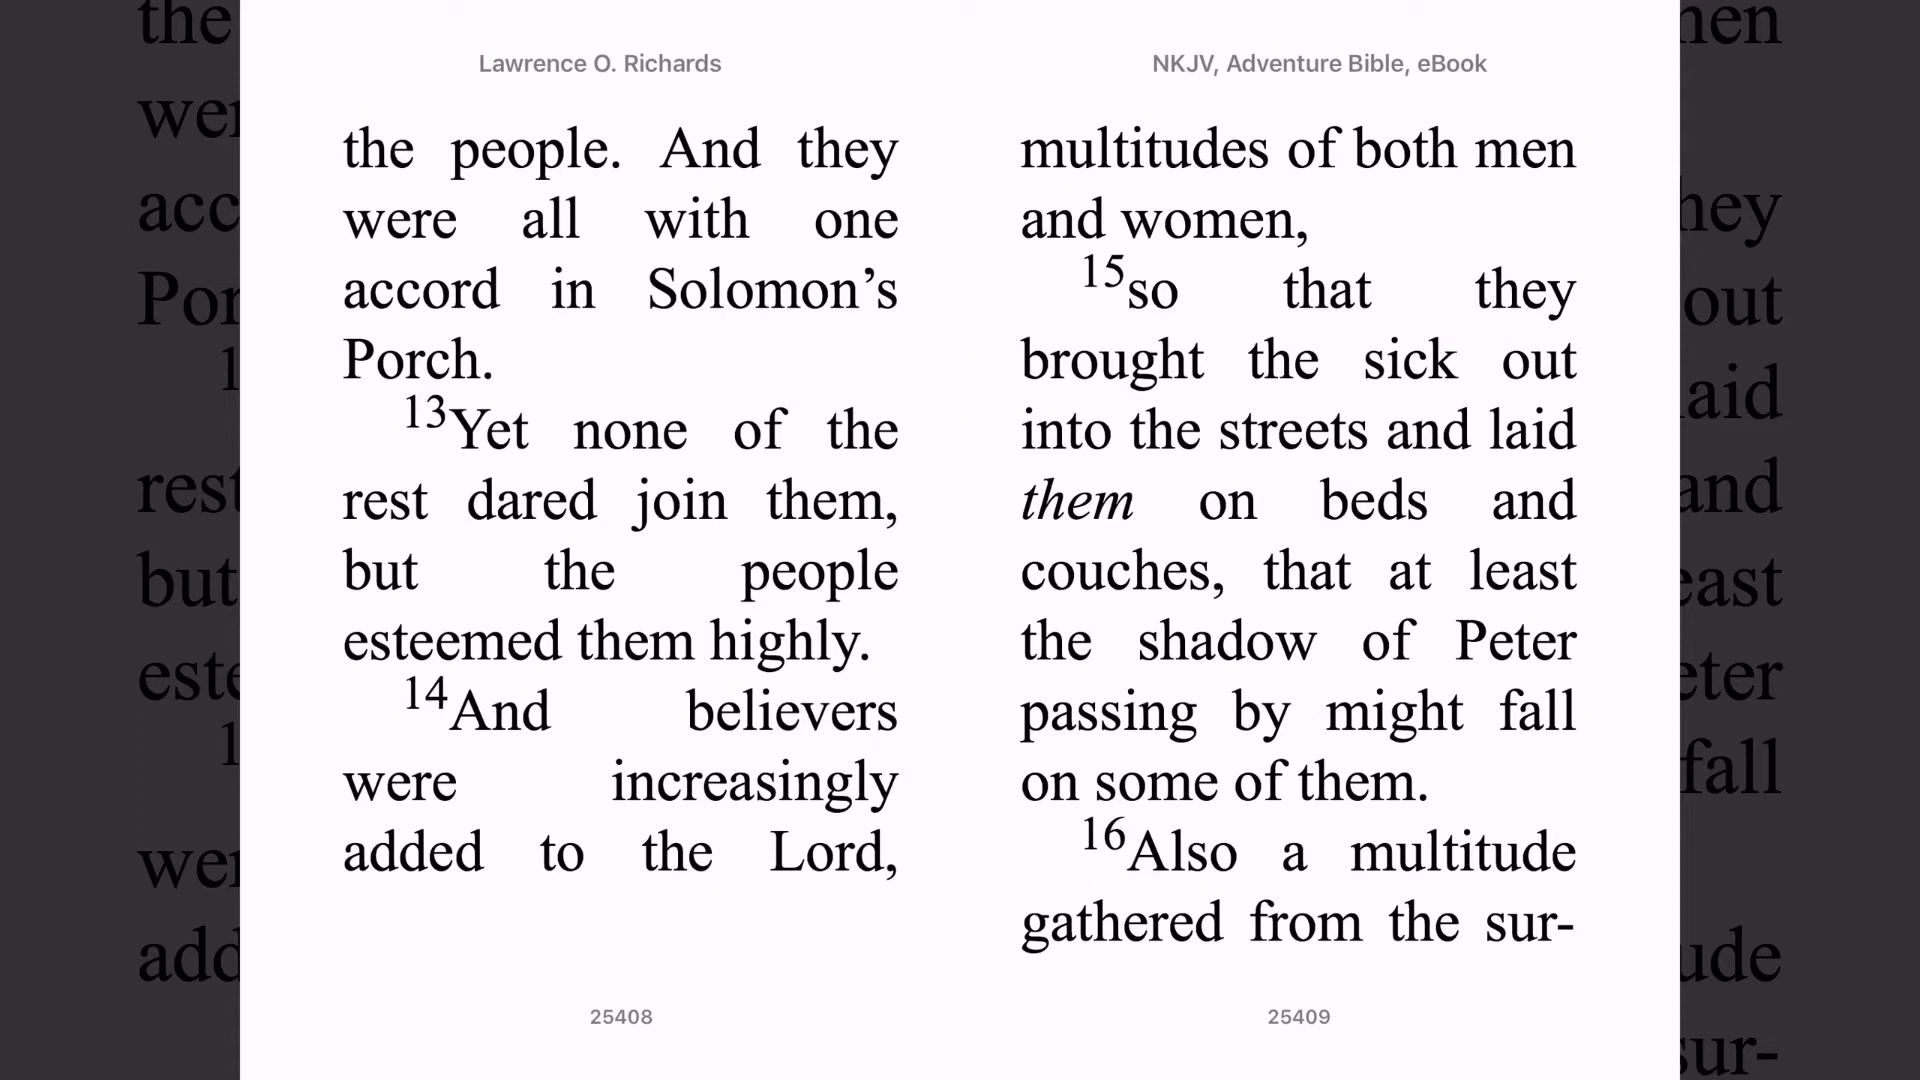 Lawrence O. Richards
the people. And they
were all with one
accord in Solomon’s
Porch.
13Yet none of the
rest dared join them,
but the people
esteemed them highly.
14And believers
were increasingly
added to the Lord,
25408
NKJV, Adventure Bible, eBook
multitudes of both men
and women,
15so that they
brought the sick out
into the streets and laid
them on beds and
couches, that at least
the shadow of Peter
passing by might fall
on some of them.
16Also a multitude
gathered from the sur-
25409